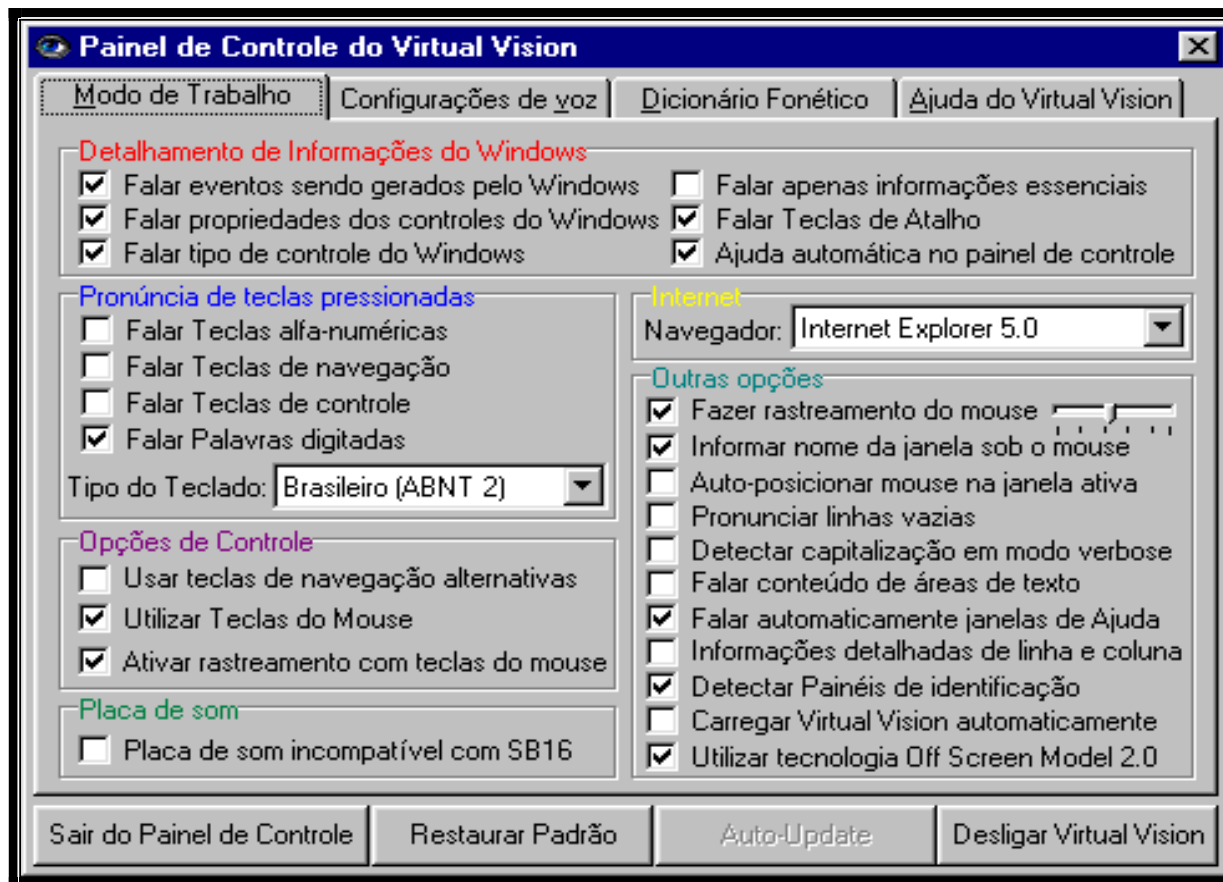 Painel de Controle do Virtual Vision
Modo de Trabalho
Configurações de voz
Dicionário Fonético
Ajuda do Virtual Vision
Detalhamento de Informações do Windows
Falar eventos sendo gerados pelo Windows
Falar propriedades dos controles do Windows
Falar tipo de controle do Windows
Falar apenas informações essenciais
Falar Teclas de Atalho
Ajuda automática no painel de controle
Pronúncia de teclas pressionadas
Falar Teclas alfa-numéricas
Falar Teclas de navegação
Falar Teclas de controle
Falar Palavras digitadas
Tipo do Teclado: Brasileiro (ABNT 2)
Opções de Controle
Usar teclas de navegação alternativas
Utilizar Teclas do Mouse
Ativar rastreamento com teclas do mouse
Placa de som
Placa de som incompatível com SB16
Internet
Navegador: Internet Explorer 5.0
Outras opções
Fazer rastreamento do mouse
Informar nome da janela sob o mouse
Auto-posicionar mouse na janela ativa
Pronunciar linhas vazias
Detectar capitalização em modo verbose
Falar conteúdo de áreas de texto
Falar automaticamente janelas de Ajuda
Informações detalhadas de linha e coluna
Detectar Painéis de identificação
Carregar Virtual Vision automaticamente
Utilizar tecnologia Off Screen Model 2.0
Sair do Painel de Controle
Restaurar Padrão
Auto-Update
Desligar Virtual Vision